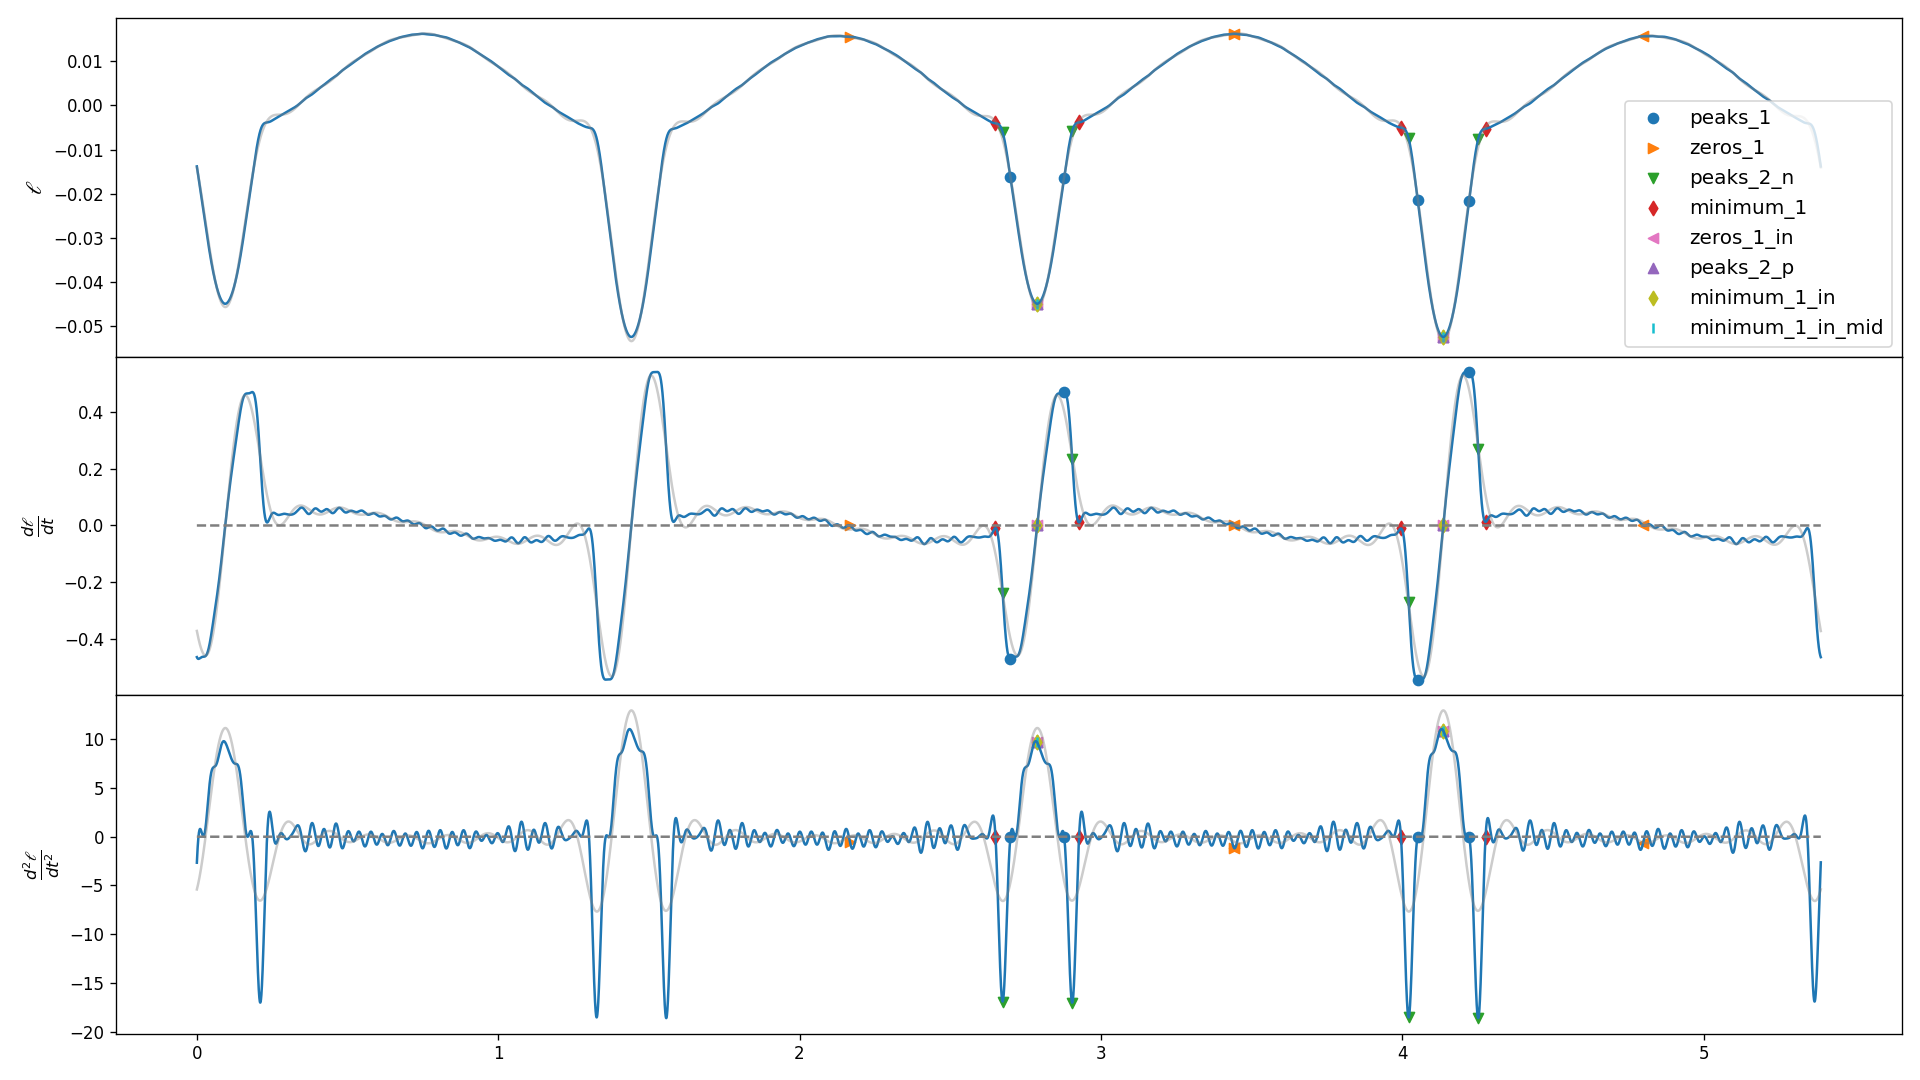 0.01
0.00
−0.01
−0.02
−0.03
−0.04
−0.05
ℓ
peaks_1
zeros_1
peaks_2_n
minimum_1
zeros_1_in
peaks_2_p
minimum_1_in
minimum_1_in_mid
0.4
0.2
0.0
−0.2
−0.4
dℓ/dt
10
5
0
−5
−10
−15
−20
d²ℓ/dt²
0 1 2 3 4 5